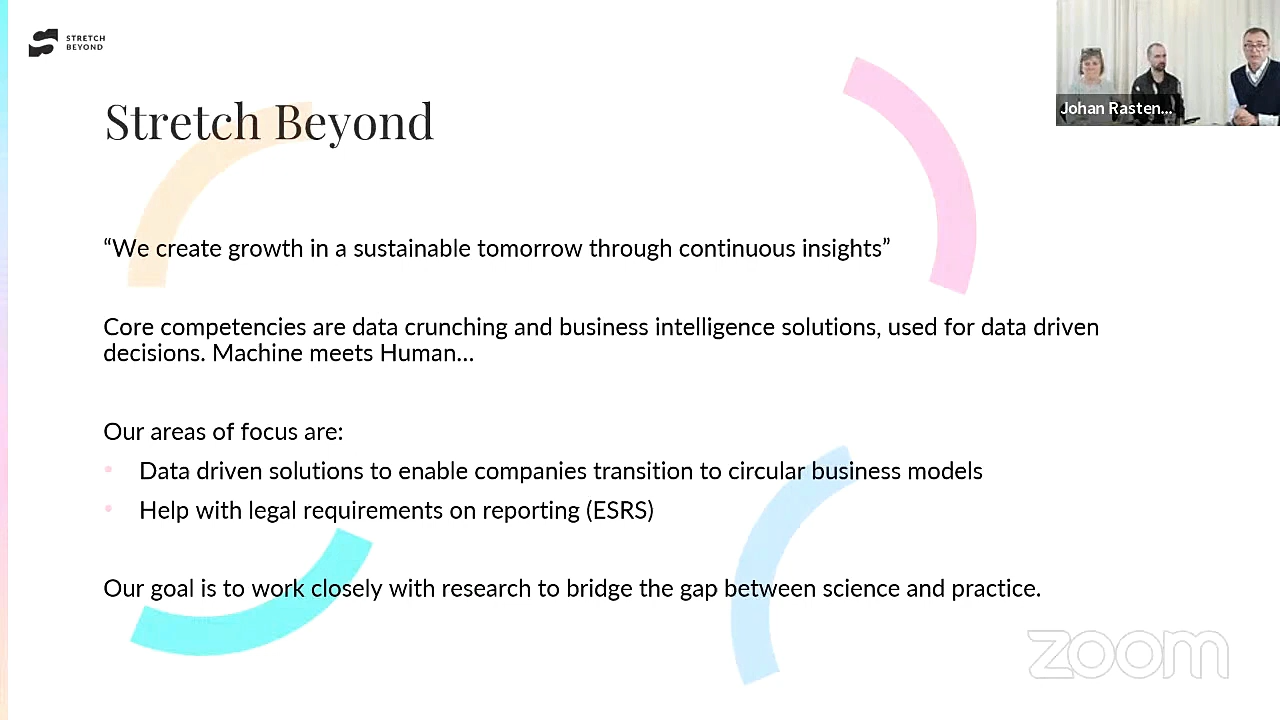 STRETCH
BEYOND
Johan Rasten...
Stretch Beyond
“We create growth in a sustainable tomorrow through continuous insights”
Core competencies are data crunching and business intelligence solutions, used for data driven
decisions. Machine meets Human...
Our areas of focus are:
• Data driven solutions to enable companies transition to circular business models
• Help with legal requirements on reporting (ESRS)
Our goal is to work closely with research to bridge the gap between science and practice.
zoom